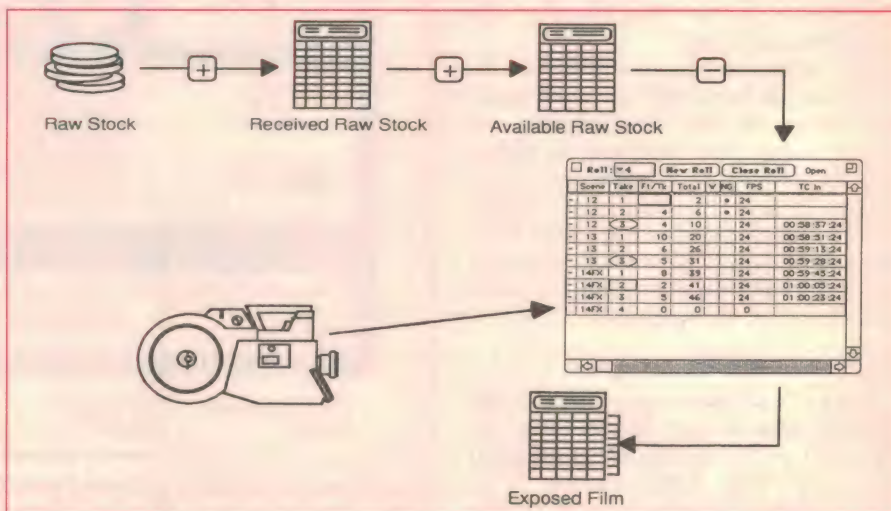 Raw Stock Received Raw Stock Available Raw Stock
Roll: 4 New Roll Close Roll Open
Scene Take Ft/Tk Total V NG FPS TC In
12 1 2 • 24
12 2 4 6 • 24
12 3 4 10 24 00:58:37:24
13 1 10 20 24 00:58:51:24
13 2 6 26 24 00:59:13:24
13 3 5 31 24 00:59:28:24
14FX 1 8 39 24 00:59:45:24
14FX 2 2 41 24 01:00:05:24
14FX 3 5 46 24 01:00:23:24
14FX 4 0 0 0
Exposed Film